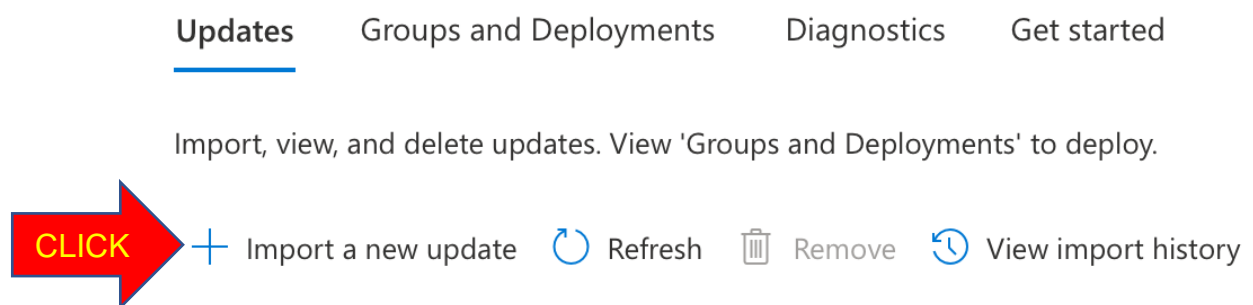 Updates Groups and Deployments Diagnostics Get started
Import, view, and delete updates. View 'Groups and Deployments' to deploy.
CLICK Import a new update Refresh Remove View import history